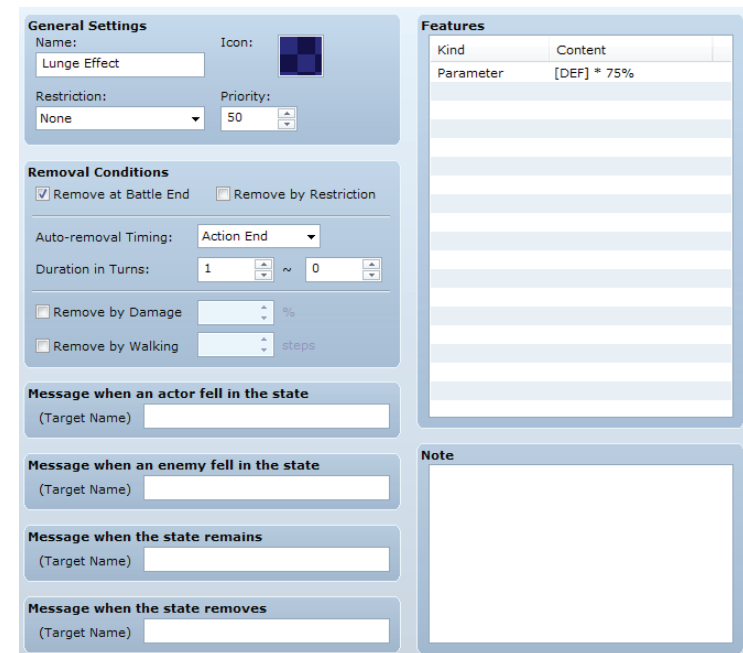 General Settings
Name:
Icon:
Lunge Effect
Restriction:
Priority:
None
50
Removal Conditions
Remove at Battle End
Remove by Restriction
Auto-removal Timing:
Action End
Duration in Turns:
1
~
0
Remove by Damage
%
Remove by Walking
steps
Message when an actor fell in the state
(Target Name)
Message when an enemy fell in the state
(Target Name)
Message when the state remains
(Target Name)
Message when the state removes
(Target Name)
Features
Kind
Content
Parameter
[DEF] * 75%
Note